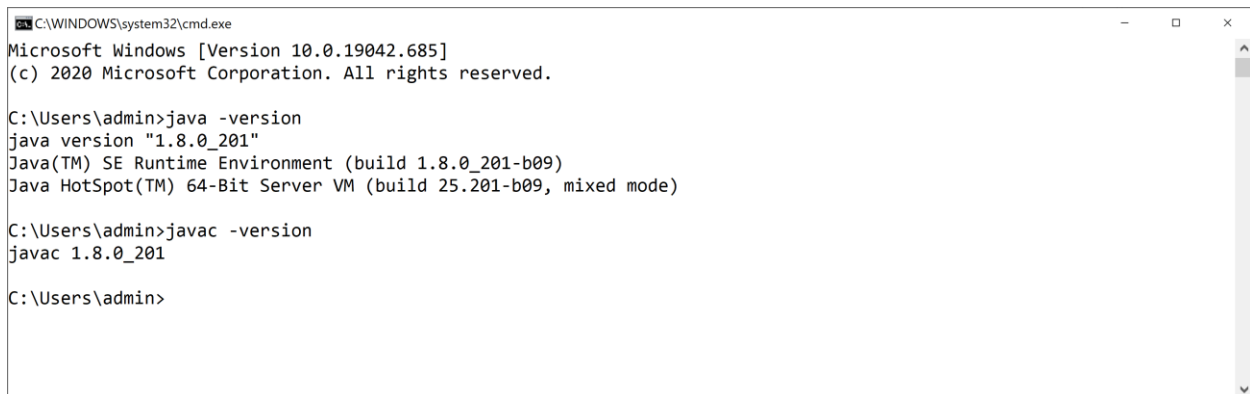 C:\WINDOWS\system32\cmd.exe
Microsoft Windows [Version 10.0.19042.685]
(c) 2020 Microsoft Corporation. All rights reserved.
C:\Users\admin>java -version
java version "1.8.0_201"
Java(TM) SE Runtime Environment (build 1.8.0_201-b09)
Java HotSpot(TM) 64-Bit Server VM (build 25.201-b09, mixed mode)
C:\Users\admin>javac -version
javac 1.8.0_201
C:\Users\admin>